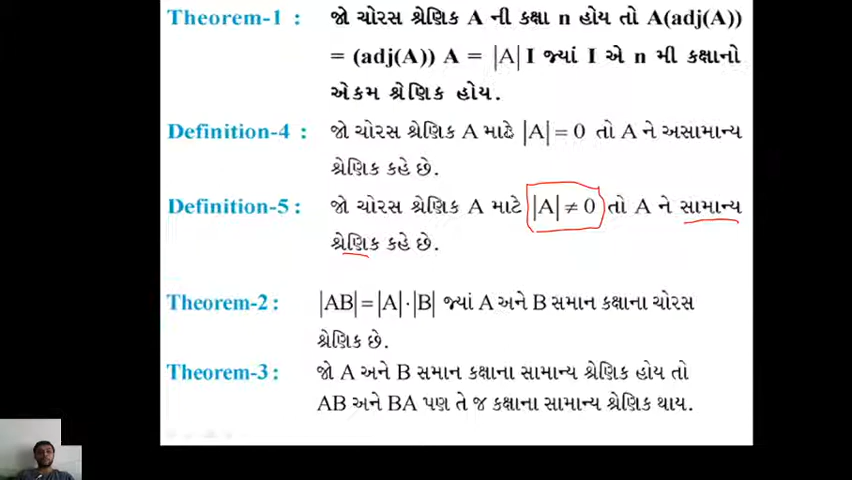 Theorem-1 : જો ચોરસ શ્રેણિક A ની કક્ષા n હોય તો A(adj(A))
= (adj(A)) A = |A| I જ્યાં I એ n મી કક્ષાનો
એકમ શ્રેણિક હોય.
Definition-4 : જો ચોરસ શ્રેણિક A માટે |A| = 0 તો A ને અસામાન્ય
શ્રેણિક કહે છે.
Definition-5 : જો ચોરસ શ્રેણિક A માટે |A| ≠ 0 તો A ને સામાન્ય
શ્રેણિક કહે છે.
Theorem-2 : |AB| = |A| · |B| જ્યાં A અને B સમાન કક્ષાના ચોરસ
શ્રેણિક છે.
Theorem-3 : જો A અને B સમાન કક્ષાના સામાન્ય શ્રેણિક હોય તો
AB અને BA પણ તે જ કક્ષાના સામાન્ય શ્રેણિક થાય.